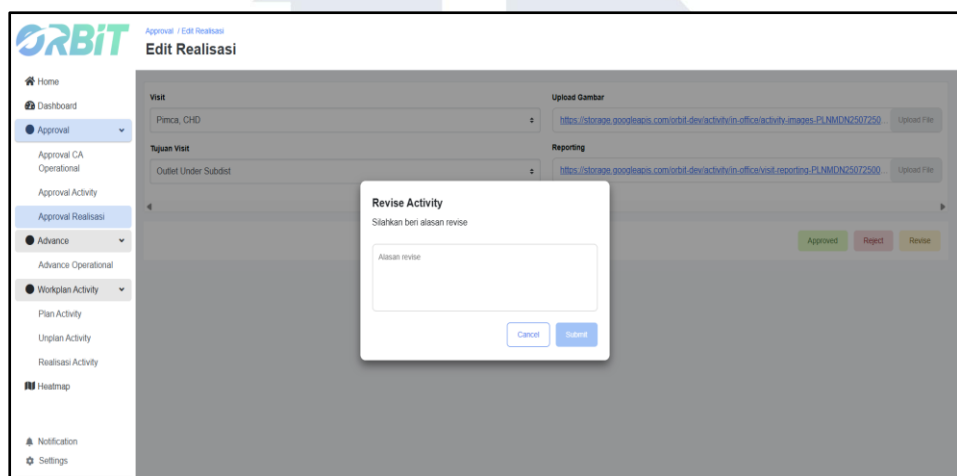 ORBiT
Approval / Edit Realisasi
Edit Realisasi
Home
Dashboard
Approval
Approval CA
Operational
Approval Activity
Approval Realisasi
Advance
Advance Operational
Workplan Activity
Plan Activity
Unplan Activity
Realisasi Activity
Heatmap
Notification
Settings
Visit
Pimca, CHD
Tujuan Visit
Outlet Under Subdist
Upload Gambar
https://storage.googleapis.com/orbit-dev/activity/in-office/activity-images-PLNMDN2507250... Upload File
Reporting
https://storage.googleapis.com/orbit-dev/activity/in-office/visit-reporting-PLNMDN25072500... Upload File
Approved Reject Revise
Revise Activity
Silahkan beri alasan revise
Alasan revise
Cancel Submit